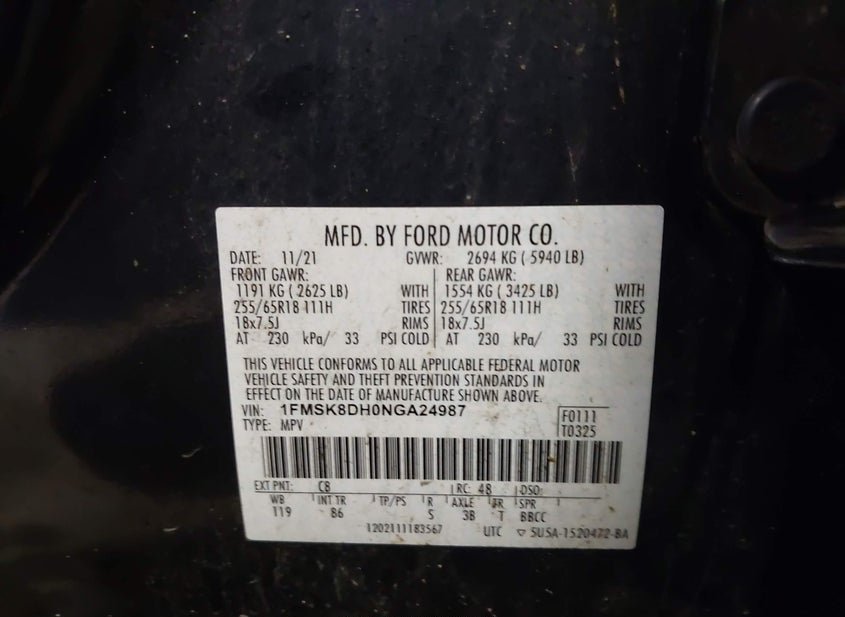 MFD. BY FORD MOTOR CO.
DATE: 11/21 GVWR: 2694 KG ( 5940 LB)
FRONT GAWR: REAR GAWR:
1191 KG ( 2625 LB) WITH 1554 KG ( 3425 LB) WITH
255/65R18 111H TIRES 255/65R18 111H TIRES
18x7.5J RIMS 18x7.5J RIMS
AT 230 kPa/ 33 PSI COLD AT 230 kPa/ 33 PSI COLD
THIS VEHICLE CONFORMS TO ALL APPLICABLE FEDERAL MOTOR
VEHICLE SAFETY AND THEFT PREVENTION STANDARDS IN
EFFECT ON THE DATE OF MANUFACTURE SHOWN ABOVE.
VIN: 1FMSK8DH0NGA24987 F0111
TYPE: MPV T0325
EXT PNT: C8 RC: 48 DSO:
WB INT TR TP/PS R AXLE TR SPR
119 B6 S 3B T BBCC
1202111183567 UTC ▽ 5USA-1520472-BA